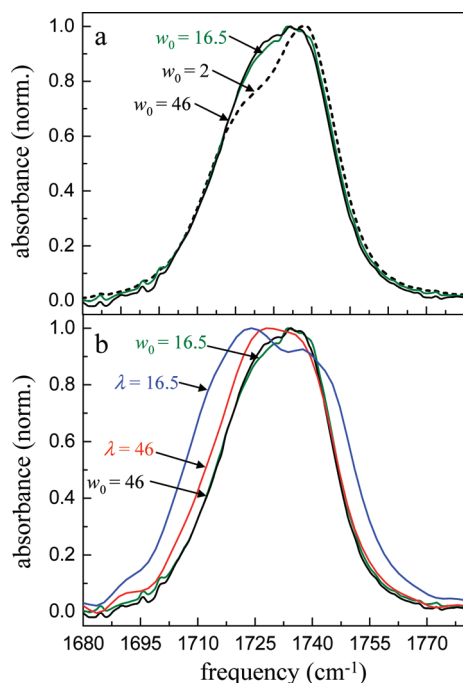 a
w₀ = 16.5
w₀ = 2
w₀ = 46
absorbance (norm.)
1.0
0.8
0.6
0.4
0.2
0.0
b
w₀ = 16.5
λ = 16.5
λ = 46
w₀ = 46
absorbance (norm.)
1.0
0.8
0.6
0.4
0.2
0.0
1680 1695 1710 1725 1740 1755 1770
frequency (cm⁻¹)